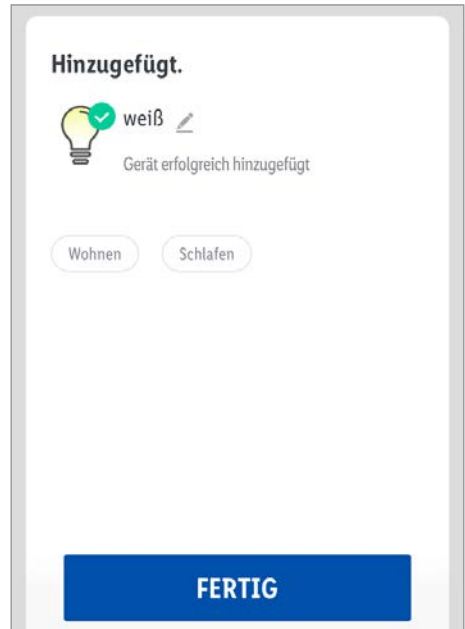 Hinzugefügt.
weiß
Gerät erfolgreich hinzugefügt
Wohnen Schlafen
FERTIG